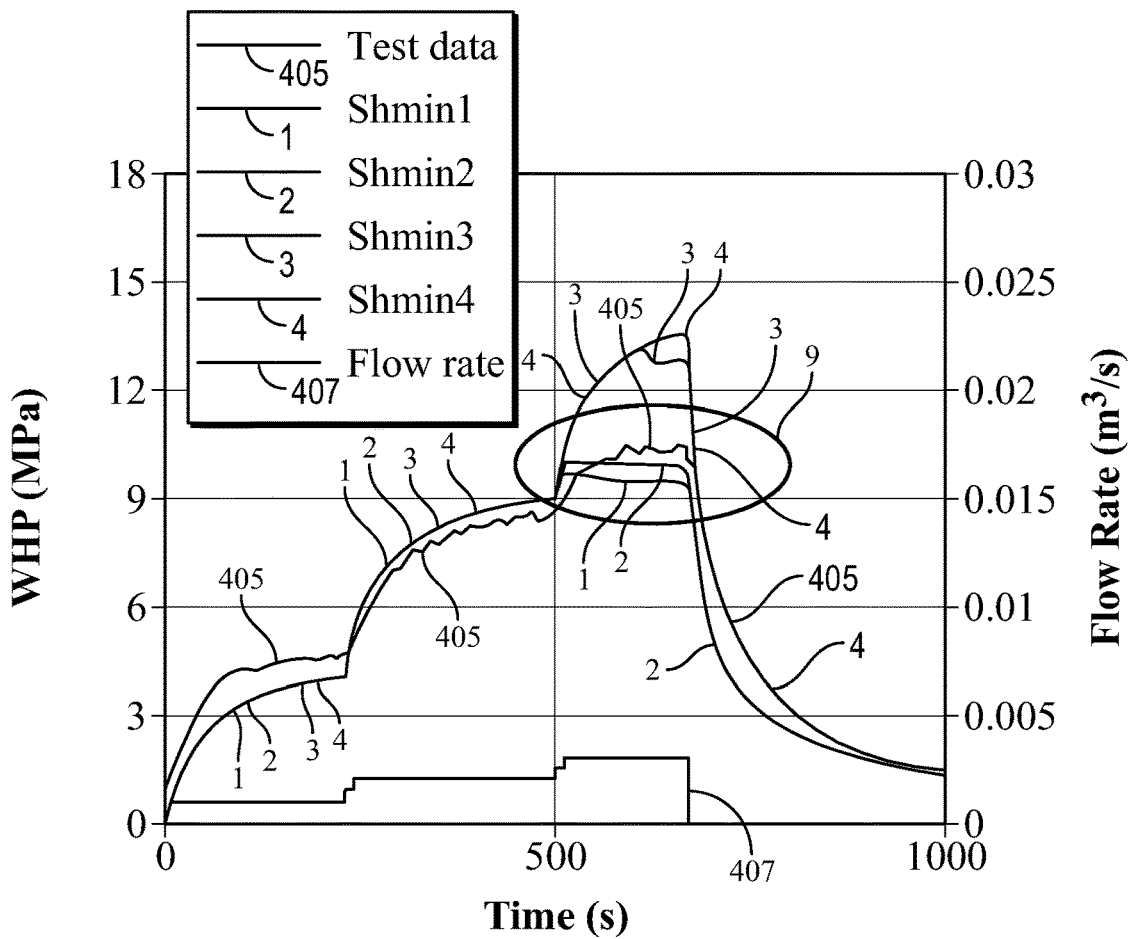 Test data
405
Shmin1
1
Shmin2
2
Shmin3
3
Shmin4
4
Flow rate
407
18
15
12
9
6
3
0
WHP (MPa)
0.03
0.025
0.02
0.015
0.01
0.005
0
Flow Rate (m³/s)
3 4
3 405 3
4 9
1 2 3 4
405 405
1 2 4
405
2 4
1 2 3 4
407
0 500 1000
Time (s)